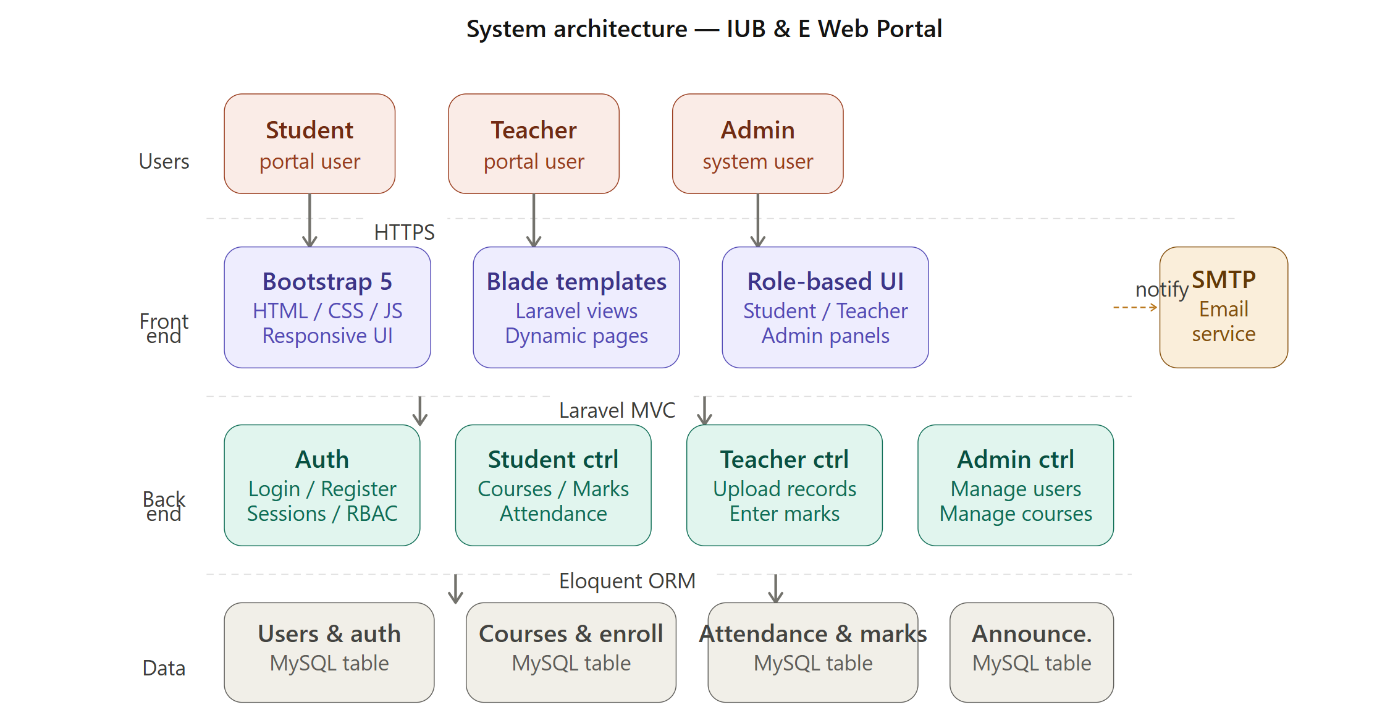 System architecture — IUB & E Web Portal
Users
Student
portal user
Teacher
portal user
Admin
system user
HTTPS
Front
end
Bootstrap 5
HTML / CSS / JS
Responsive UI
Blade templates
Laravel views
Dynamic pages
Role-based UI
Student / Teacher
Admin panels
notify
SMTP
Email
service
Laravel MVC
Back
end
Auth
Login / Register
Sessions / RBAC
Student ctrl
Courses / Marks
Attendance
Teacher ctrl
Upload records
Enter marks
Admin ctrl
Manage users
Manage courses
Eloquent ORM
Data
Users & auth
MySQL table
Courses & enroll
MySQL table
Attendance & marks
MySQL table
Announce.
MySQL table